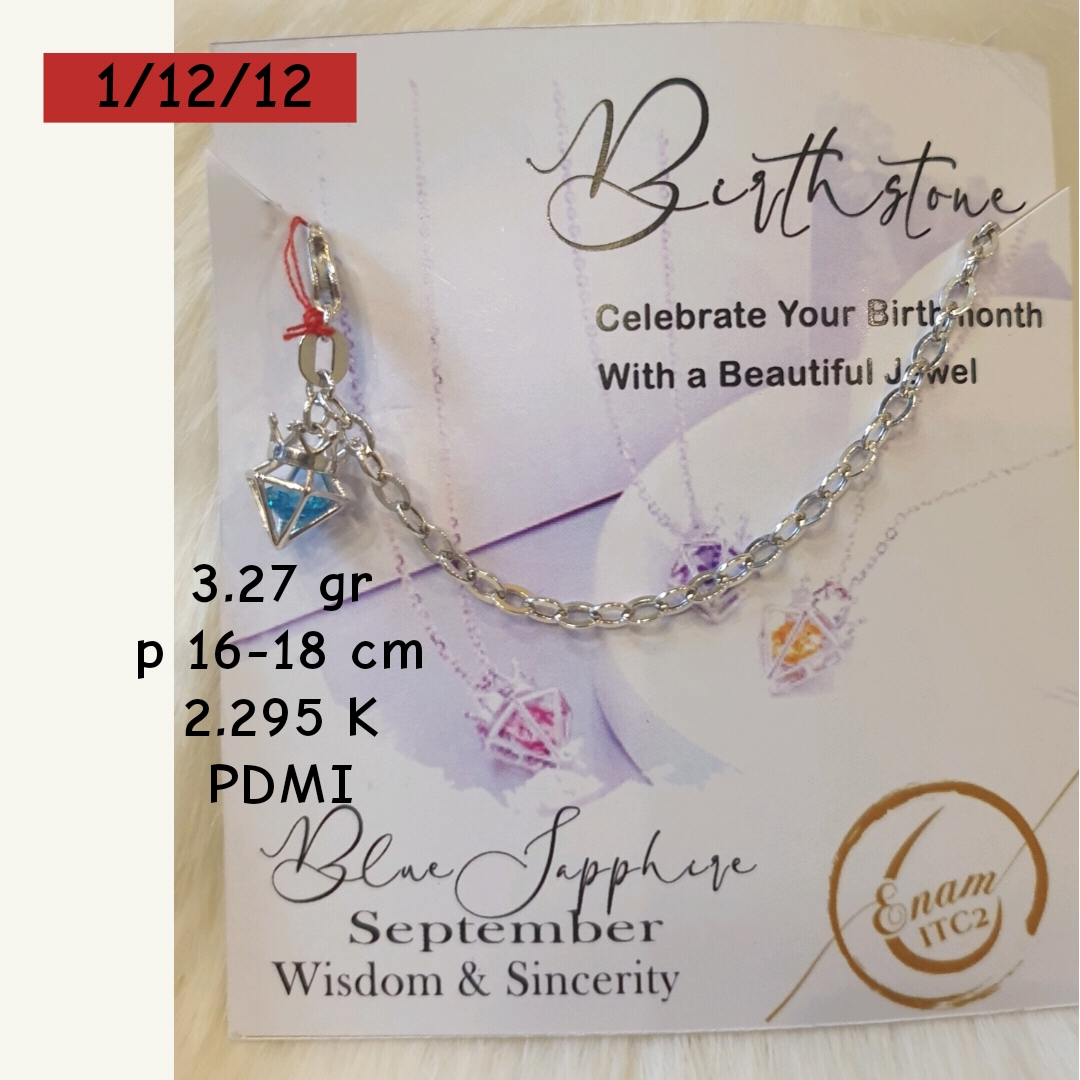 1/12/12
Birthstone
Celebrate Your Birthmonth
With a Beautiful Jewel
3.27 gr
p 16-18 cm
2.295 K
PDMI
Blue Sapphire
September
Wisdom & Sincerity
Enam
ITC2